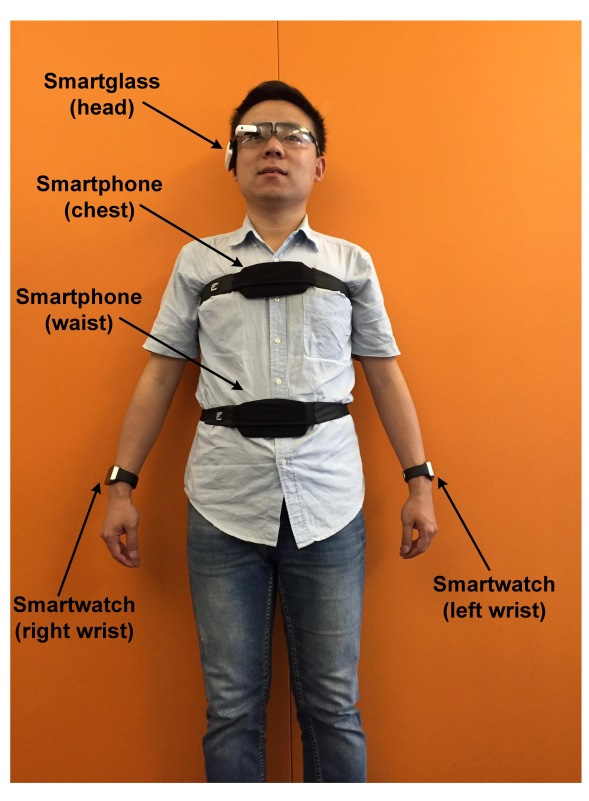 Smartglass
(head)
Smartphone
(chest)
Smartphone
(waist)
Smartwatch
(right wrist)
Smartwatch
(left wrist)